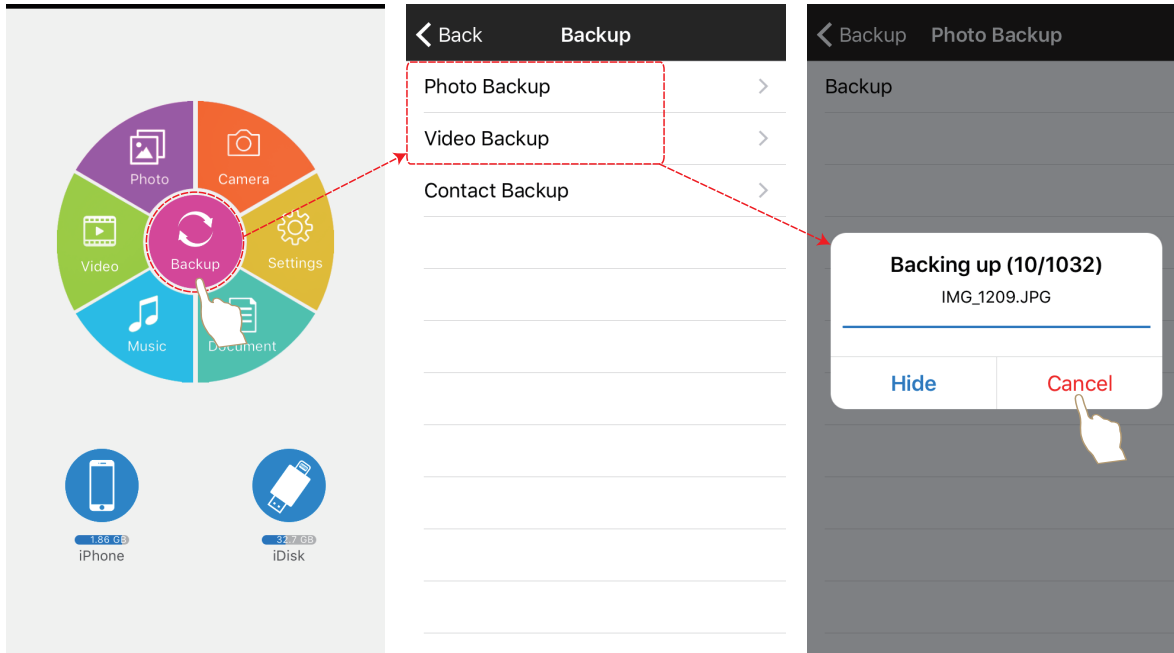 Photo
Camera
Video
Backup
Settings
Music
Document
1.86 GB
iPhone
32.7 GB
iDisk
Back
Backup
Photo Backup
Video Backup
Contact Backup
Backup
Photo Backup
Backup
Backing up (10/1032)
IMG_1209.JPG
Hide
Cancel